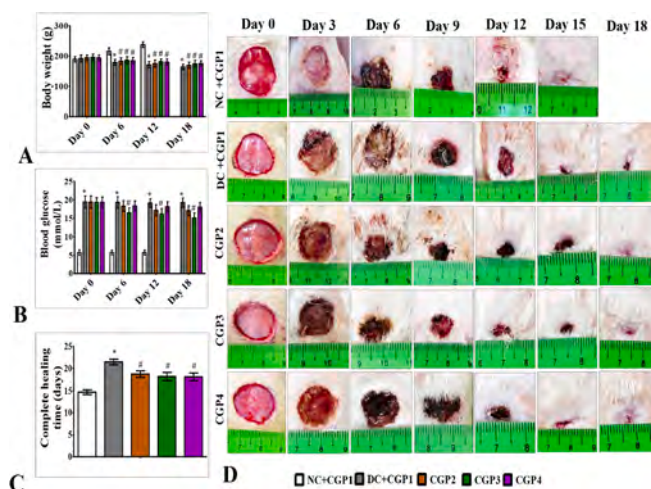 Day 0 Day 3 Day 6 Day 9 Day 12 Day 15 Day 18
Body weight (g)
300
200
100
0
* # # #
* # # #
* # # #
Day 0 Day 6 Day 12 Day 18
A
NC +CGP1
DC +CGP1
Blood glucose
(mmol/L)
20
15
10
5
0
* * # * # * #
Day 0 Day 6 Day 12 Day 18
B
CGP2
CGP3
Complete healing
time (days)
25
20
15
10
5
0
* # # #
C
CGP4
D
NC+CGP1 DC+CGP1 CGP2 CGP3 CGP4